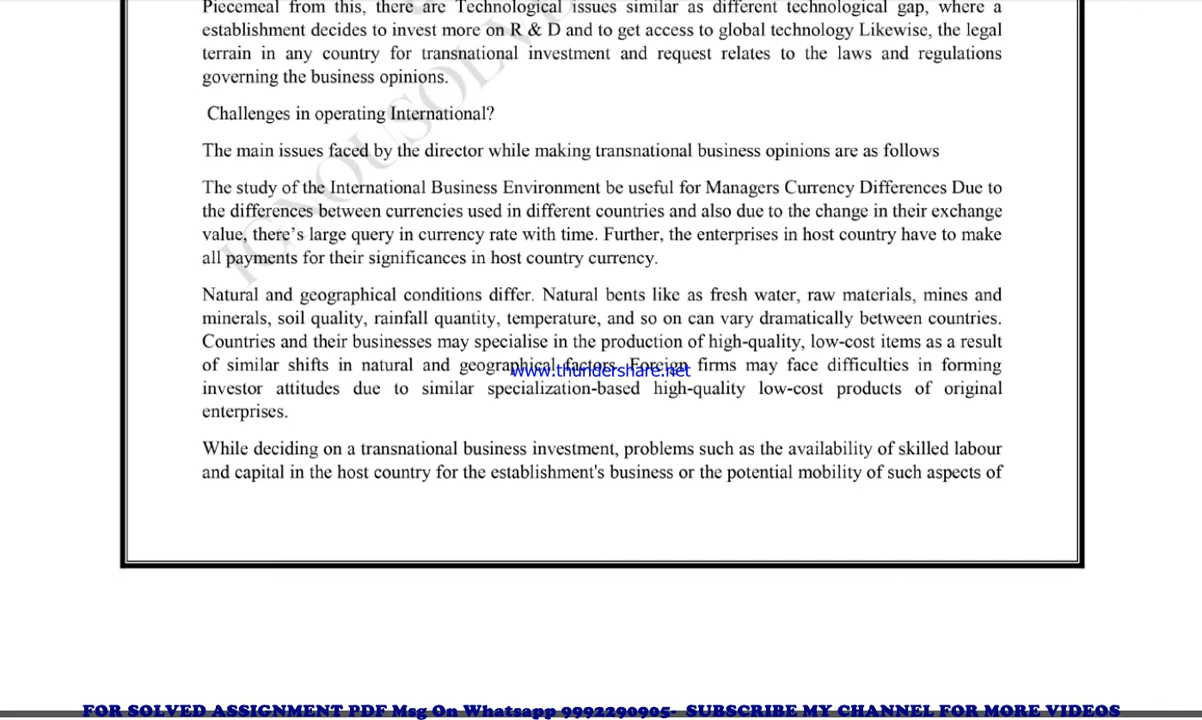 Piecemeal from this, there are Technological issues similar as different technological gap, where a
establishment decides to invest more on R & D and to get access to global technology Likewise, the legal
terrain in any country for transnational investment and request relates to the laws and regulations
governing the business opinions.
Challenges in operating International?
The main issues faced by the director while making transnational business opinions are as follows
The study of the International Business Environment be useful for Managers Currency Differences Due to
the differences between currencies used in different countries and also due to the change in their exchange
value, there's large query in currency rate with time. Further, the enterprises in host country have to make
all payments for their significances in host country currency.
Natural and geographical conditions differ. Natural bents like as fresh water, raw materials, mines and
minerals, soil quality, rainfall quantity, temperature, and so on can vary dramatically between countries.
Countries and their businesses may specialise in the production of high-quality, low-cost items as a result
of similar shifts in natural and geographical factors. Foreign firms may face difficulties in forming
www.thundershare.net
investor attitudes due to similar specialization-based high-quality low-cost products of original
enterprises.
While deciding on a transnational business investment, problems such as the availability of skilled labour
and capital in the host country for the establishment's business or the potential mobility of such aspects of
IGNOUSOLVE
FOR SOLVED ASSIGNMENT PDF Msg On Whatsapp 9992290905- SUBSCRIBE MY CHANNEL FOR MORE VIDEOS